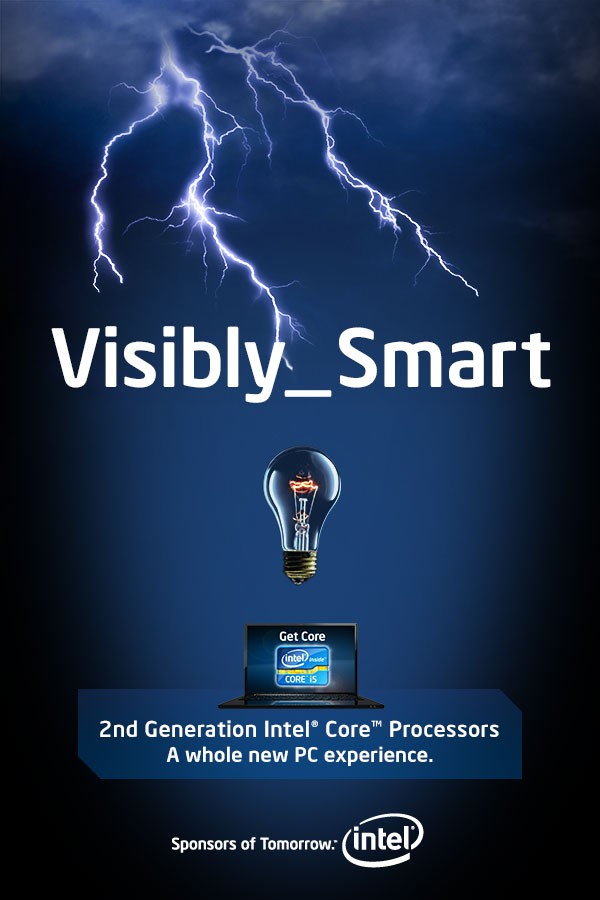 Visibly_Smart
Get Core
intel inside™
CORE i5
2nd Generation Intel® Core™ Processors
A whole new PC experience.
Sponsors of Tomorrow.™ intel®